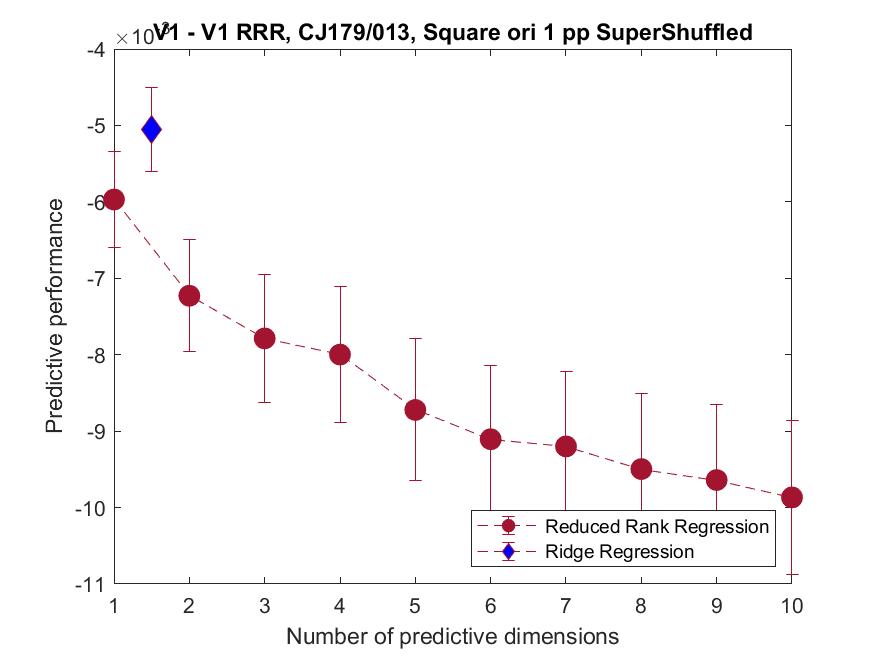 ×10⁻³
V1 - V1 RRR, CJ179/013, Square ori 1 pp SuperShuffled
-4
-5
-6
-7
-8
-9
-10
-11
Predictive performance
Reduced Rank Regression
Ridge Regression
1 2 3 4 5 6 7 8 9 10
Number of predictive dimensions